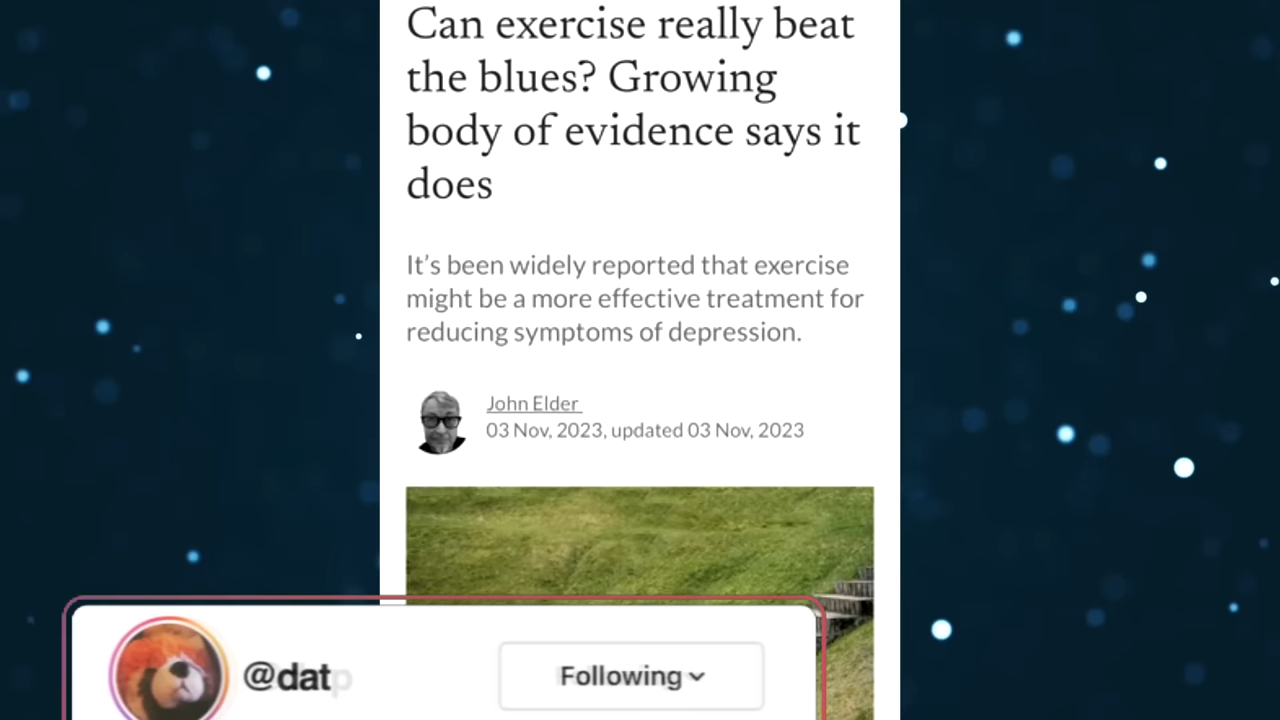 Can exercise really beat
the blues? Growing
body of evidence says it
does
It’s been widely reported that exercise
might be a more effective treatment for
reducing symptoms of depression.
John Elder
03 Nov, 2023, updated 03 Nov, 2023
@datp
Following